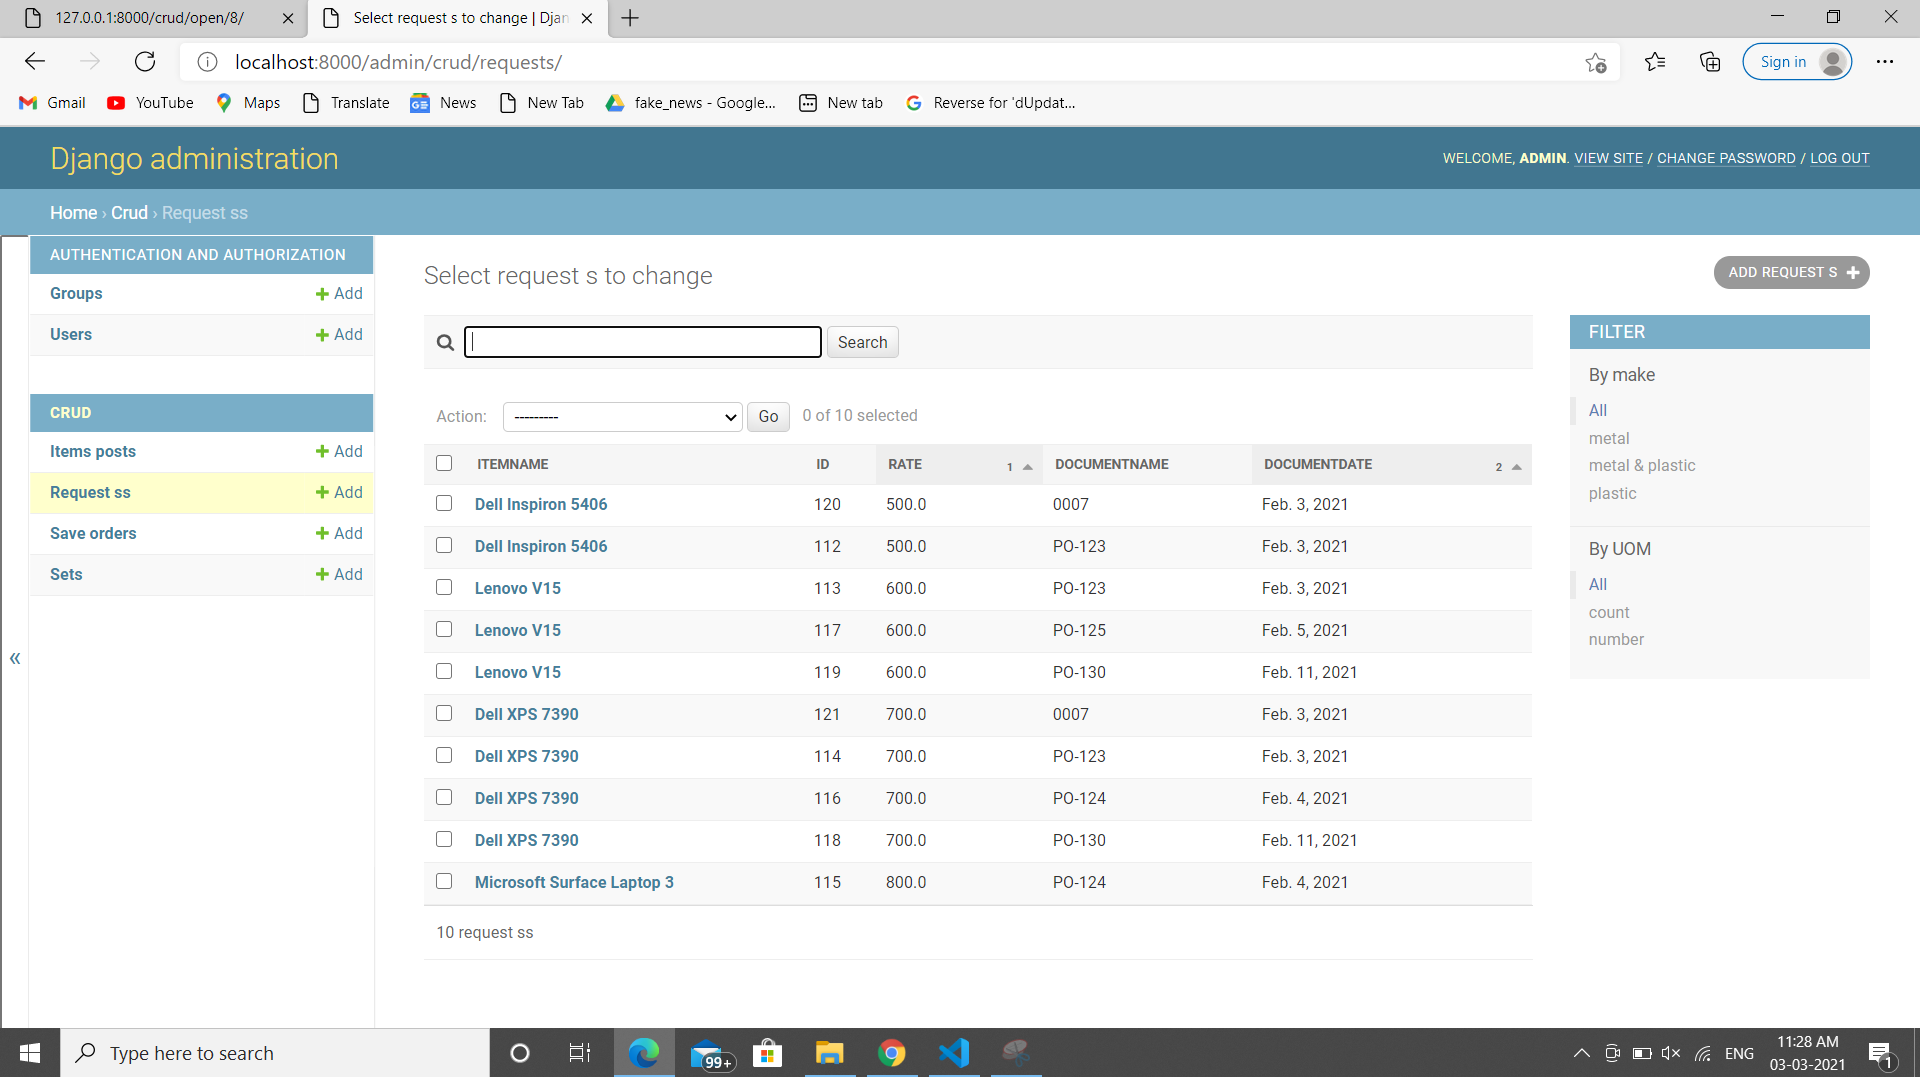 127.0.0.1:8000/crud/open/8/
Select request s to change | Djan
localhost:8000/admin/crud/requests/
Sign in
Gmail YouTube Maps Translate News New Tab fake_news - Google... New tab Reverse for 'dUpdat...
Django administration
WELCOME, ADMIN. VIEW SITE / CHANGE PASSWORD / LOG OUT
Home › Crud › Request ss
AUTHENTICATION AND AUTHORIZATION
Groups + Add
Users + Add
CRUD
Items posts + Add
Request ss + Add
Save orders + Add
Sets + Add
«
Select request s to change
ADD REQUEST S +
Search
Action: --------- Go 0 of 10 selected
ITEMNAME ID RATE 1 DOCUMENTNAME DOCUMENTDATE 2
Dell Inspiron 5406 120 500.0 0007 Feb. 3, 2021
Dell Inspiron 5406 112 500.0 PO-123 Feb. 3, 2021
Lenovo V15 113 600.0 PO-123 Feb. 3, 2021
Lenovo V15 117 600.0 PO-125 Feb. 5, 2021
Lenovo V15 119 600.0 PO-130 Feb. 11, 2021
Dell XPS 7390 121 700.0 0007 Feb. 3, 2021
Dell XPS 7390 114 700.0 PO-123 Feb. 3, 2021
Dell XPS 7390 116 700.0 PO-124 Feb. 4, 2021
Dell XPS 7390 118 700.0 PO-130 Feb. 11, 2021
Microsoft Surface Laptop 3 115 800.0 PO-124 Feb. 4, 2021
10 request ss
FILTER
By make
All
metal
metal & plastic
plastic
By UOM
All
count
number
Type here to search
99+
ENG
11:28 AM
03-03-2021
1